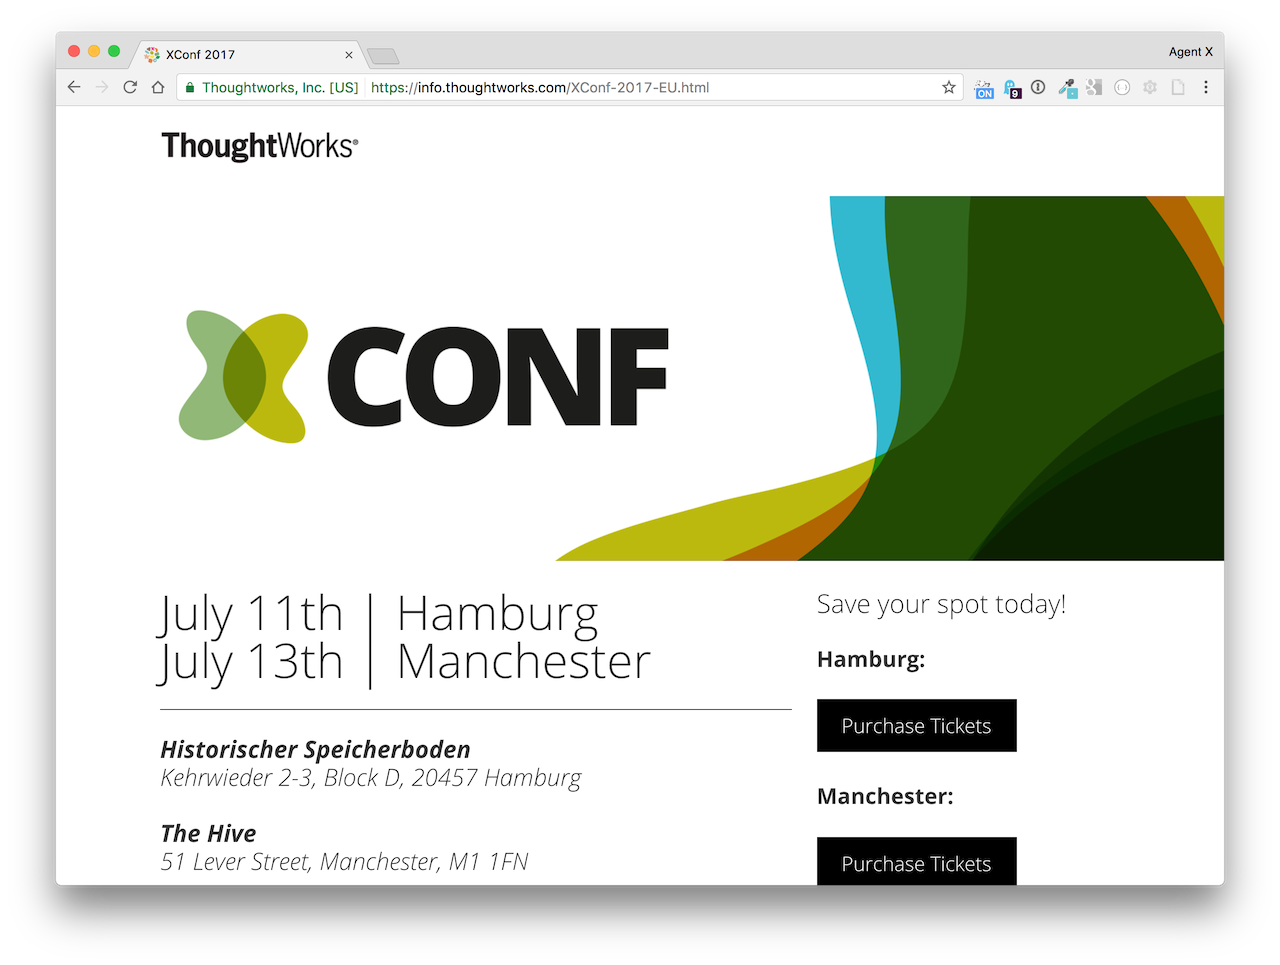 XConf 2017
Agent X
Thoughtworks, Inc. [US]
https://info.thoughtworks.com/XConf-2017-EU.html
ON
9
ThoughtWorks®
X CONF
July 11th | Hamburg
July 13th | Manchester
Save your spot today!
Hamburg:
Purchase Tickets
Historischer Speicherboden
Kehrwieder 2-3, Block D, 20457 Hamburg
Manchester:
The Hive
51 Lever Street, Manchester, M1 1FN
Purchase Tickets